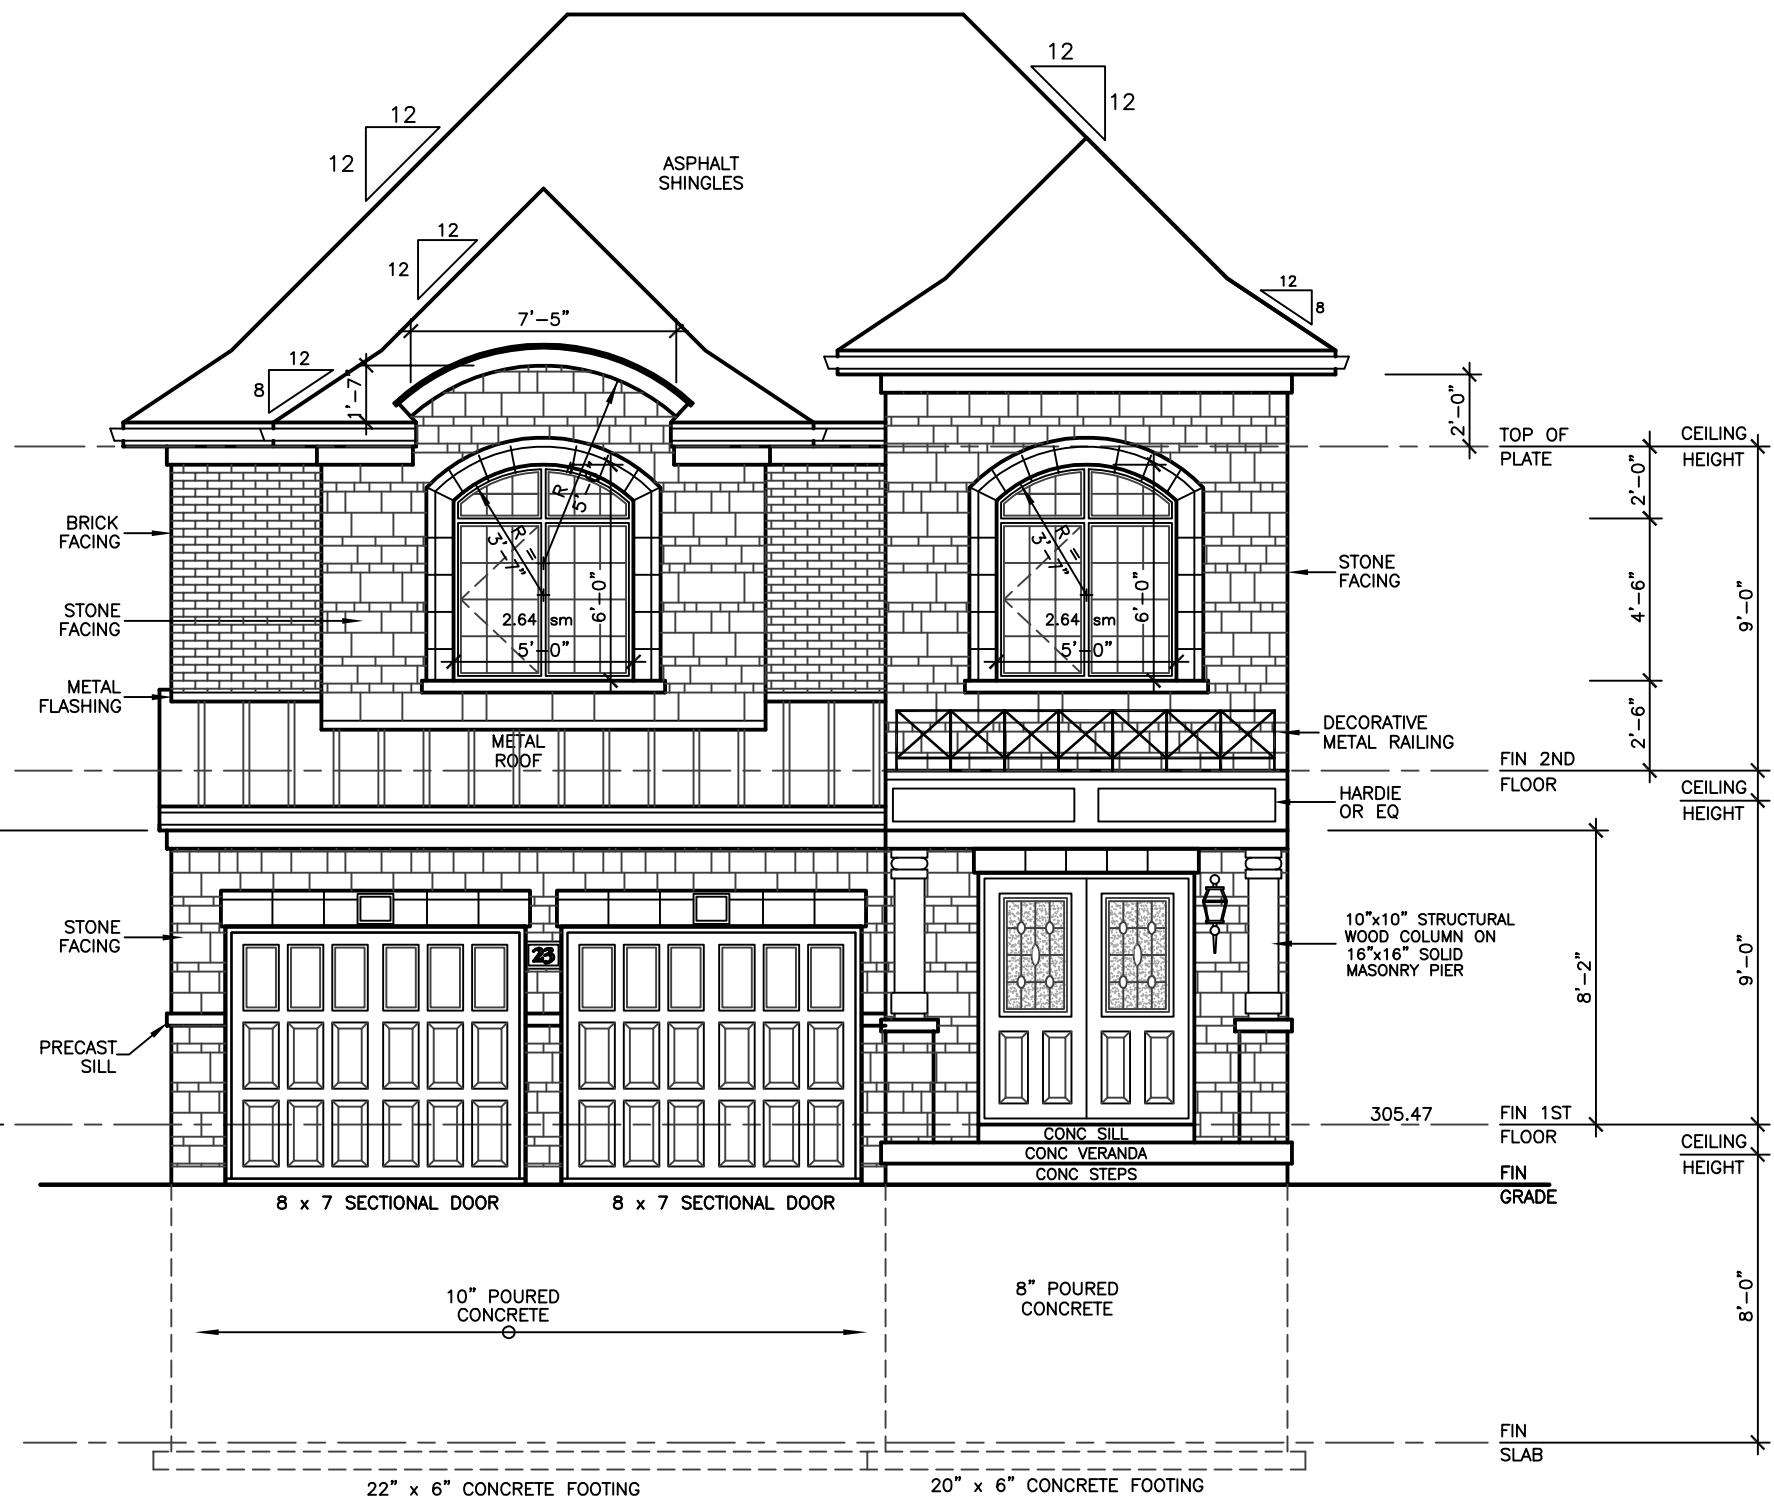 12
12
12
12
ASPHALT
SHINGLES
12
12
12
8
7'-5"
12
8
1'-7"
2'-0"
TOP OF
PLATE
CEILING
HEIGHT
2'-0"
BRICK
FACING
R =
5'-2"
R =
3'-7"
R =
3'-7"
STONE
FACING
4'-6"
9'-0"
6'-0"
6'-0"
STONE
FACING
2.64 sm
2.64 sm
5'-0"
5'-0"
METAL
FLASHING
2'-6"
DECORATIVE
METAL RAILING
METAL
ROOF
FIN 2ND
FLOOR
CEILING
HEIGHT
HARDIE
OR EQ
STONE
FACING
10"x10" STRUCTURAL
WOOD COLUMN ON
16"x16" SOLID
MASONRY PIER
23
8'-2"
9'-0"
PRECAST
SILL
305.47
FIN 1ST
FLOOR
CONC SILL
CONC VERANDA
CONC STEPS
CEILING
HEIGHT
FIN
GRADE
8 x 7 SECTIONAL DOOR
8 x 7 SECTIONAL DOOR
10" POURED
CONCRETE
8" POURED
CONCRETE
8'-0"
FIN
SLAB
22" x 6" CONCRETE FOOTING
20" x 6" CONCRETE FOOTING